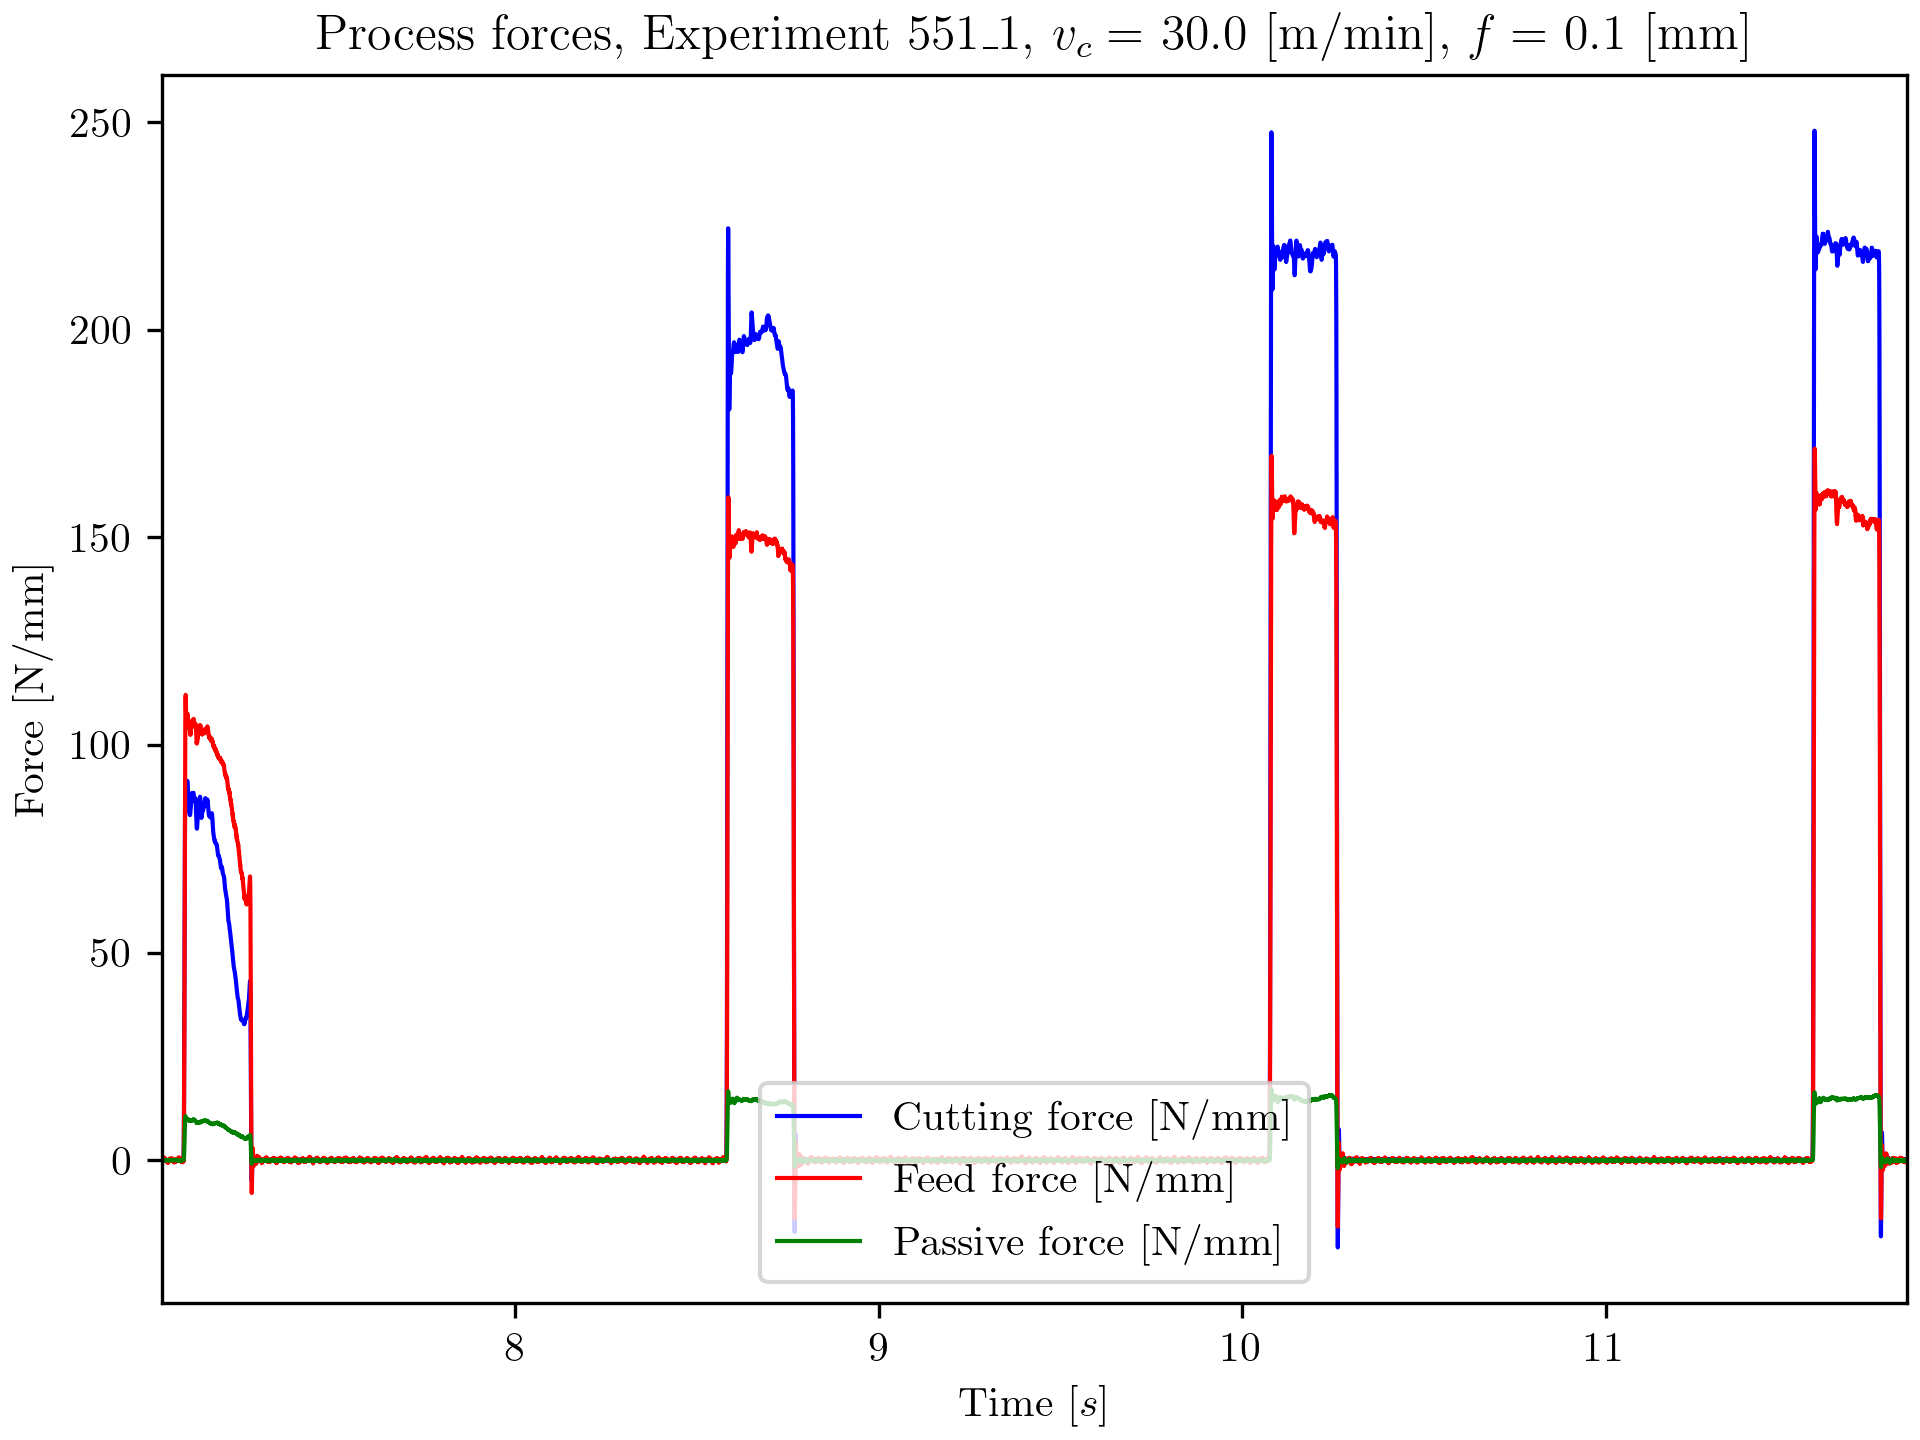 Process forces, Experiment 551_1, v_c = 30.0 [m/min], f = 0.1 [mm]
250
200
150
100
50
0
Force [N/mm]
Cutting force [N/mm]
Feed force [N/mm]
Passive force [N/mm]
8 9 10 11
Time [s]